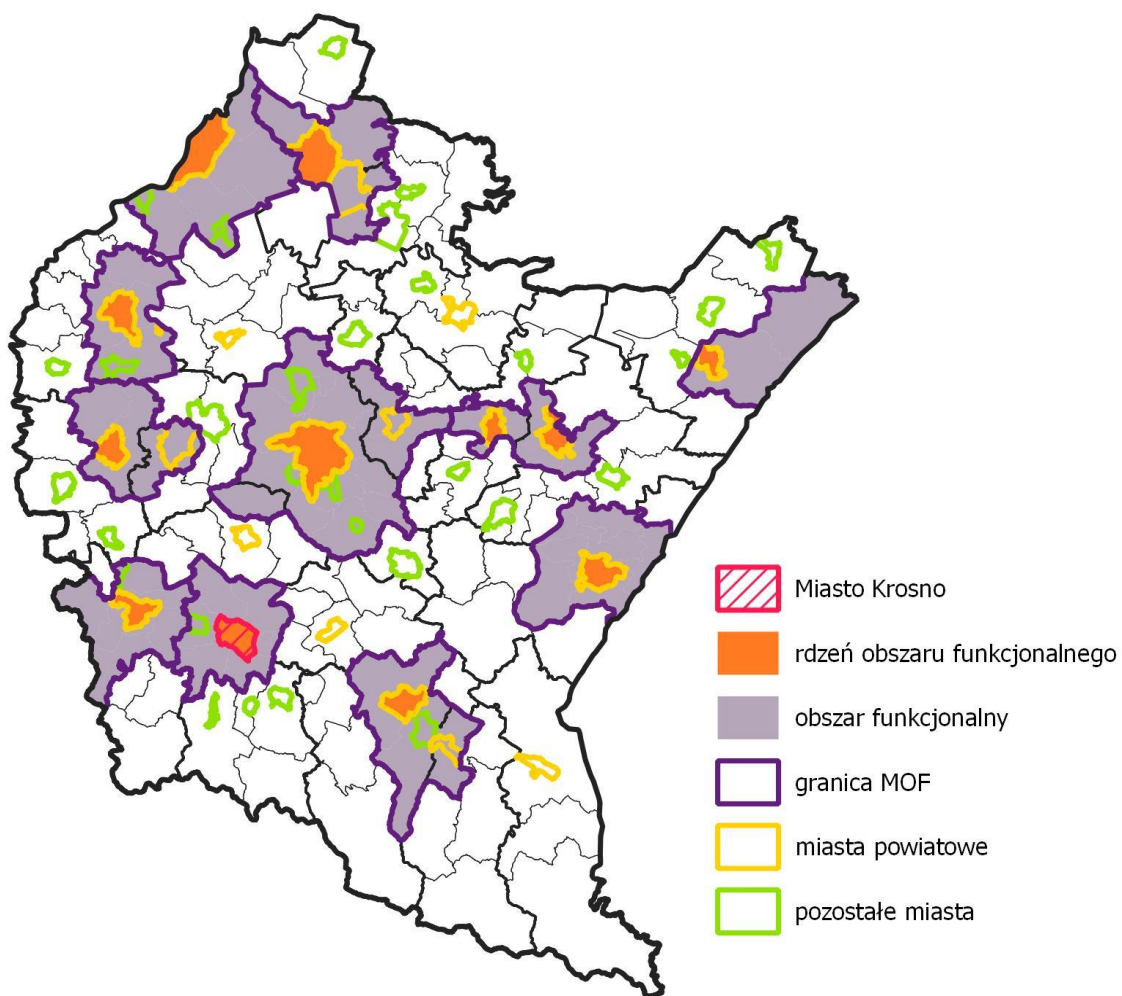 Miasto Krosno
rdzeń obszaru funkcjonalnego
obszar funkcjonalny
granica MOF
miasta powiatowe
pozostałe miasta